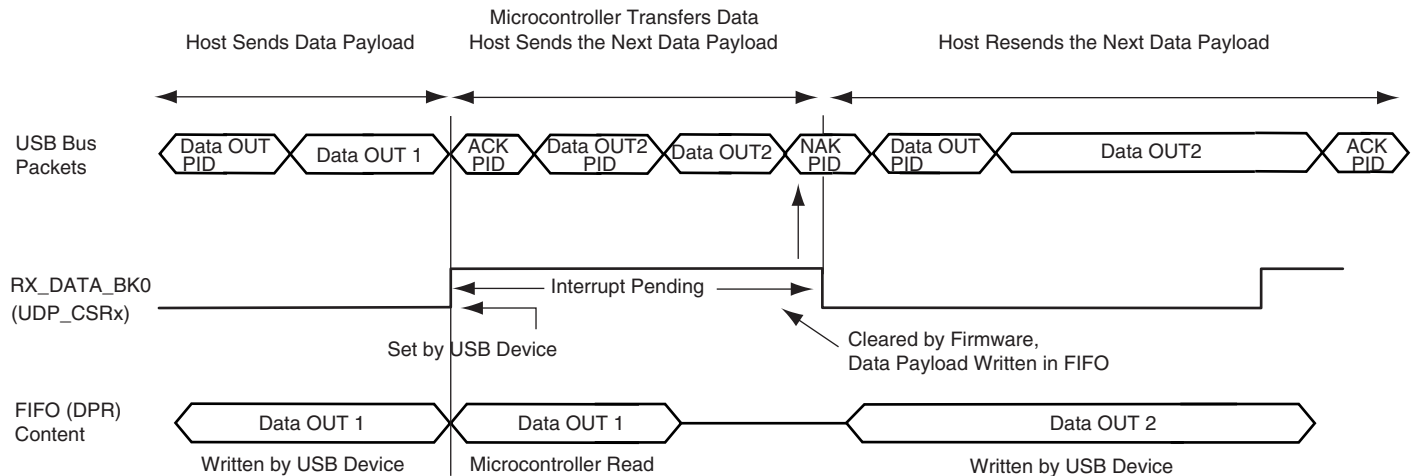 Microcontroller Transfers Data
Host Sends Data Payload
Host Sends the Next Data Payload
Host Resends the Next Data Payload
USB Bus
Packets
Data OUT
PID
Data OUT 1
ACK
PID
Data OUT2
PID
Data OUT2
NAK
PID
Data OUT
PID
Data OUT2
ACK
PID
RX_DATA_BK0
(UDP_CSRx)
Interrupt Pending
Set by USB Device
Cleared by Firmware,
Data Payload Written in FIFO
FIFO (DPR)
Content
Data OUT 1
Data OUT 1
Data OUT 2
Written by USB Device
Microcontroller Read
Written by USB Device